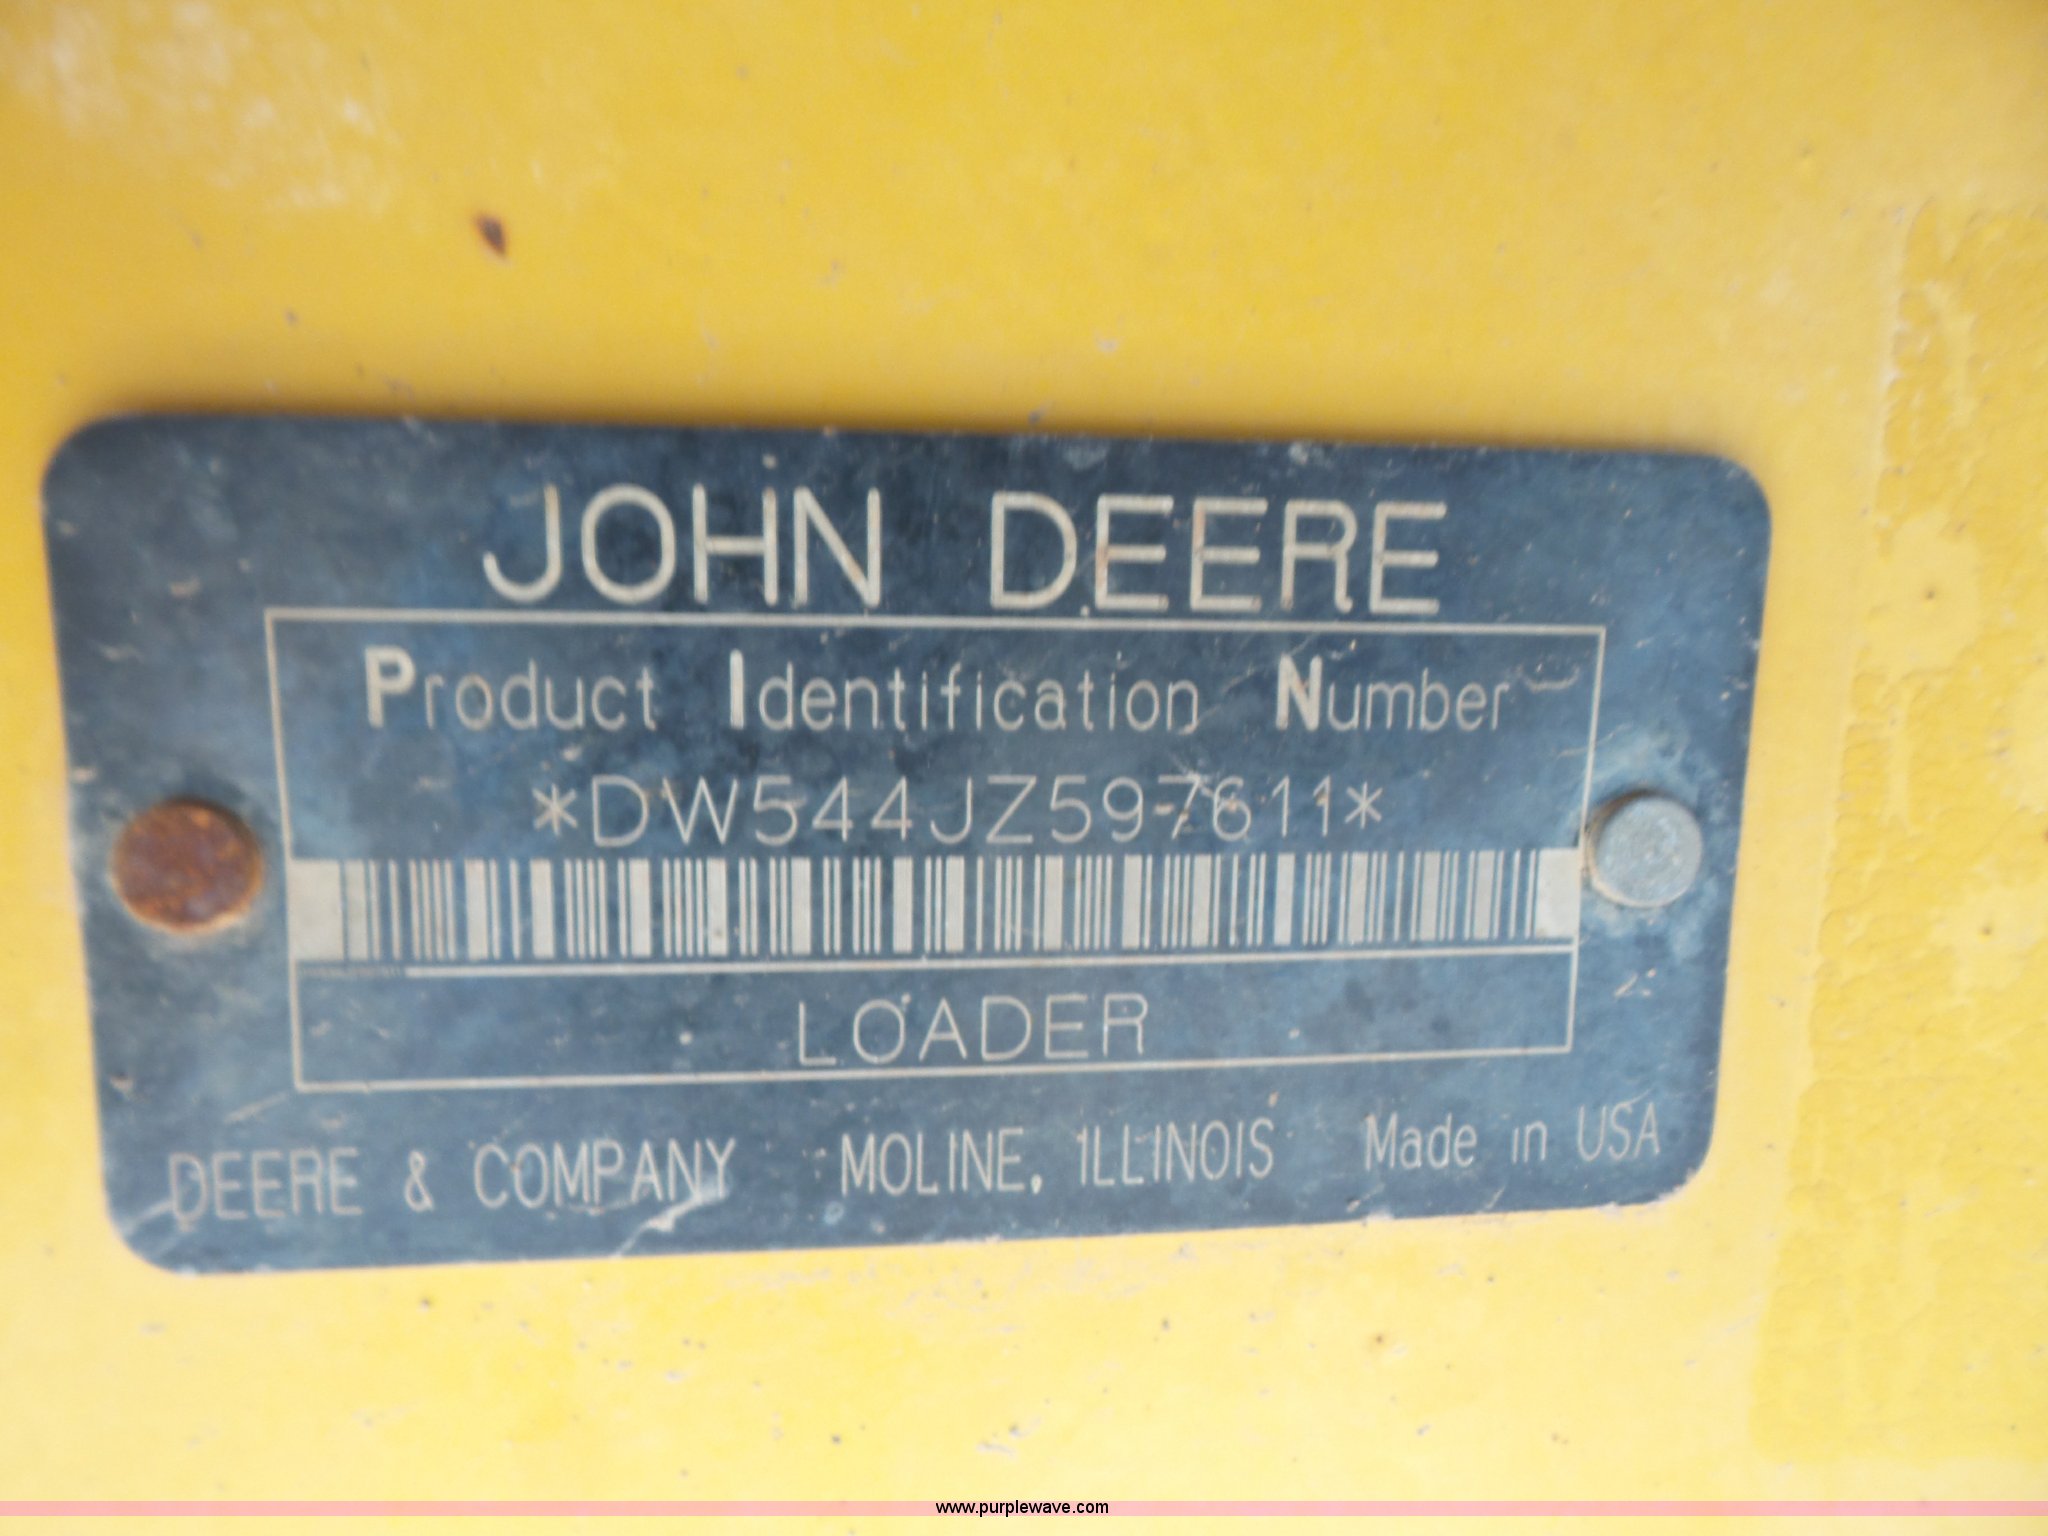 JOHN DEERE
Product Identification Number
*DW544JZ597611*
LOADER
DEERE & COMPANY MOLINE, ILLINOIS Made in USA
www.purplewave.com